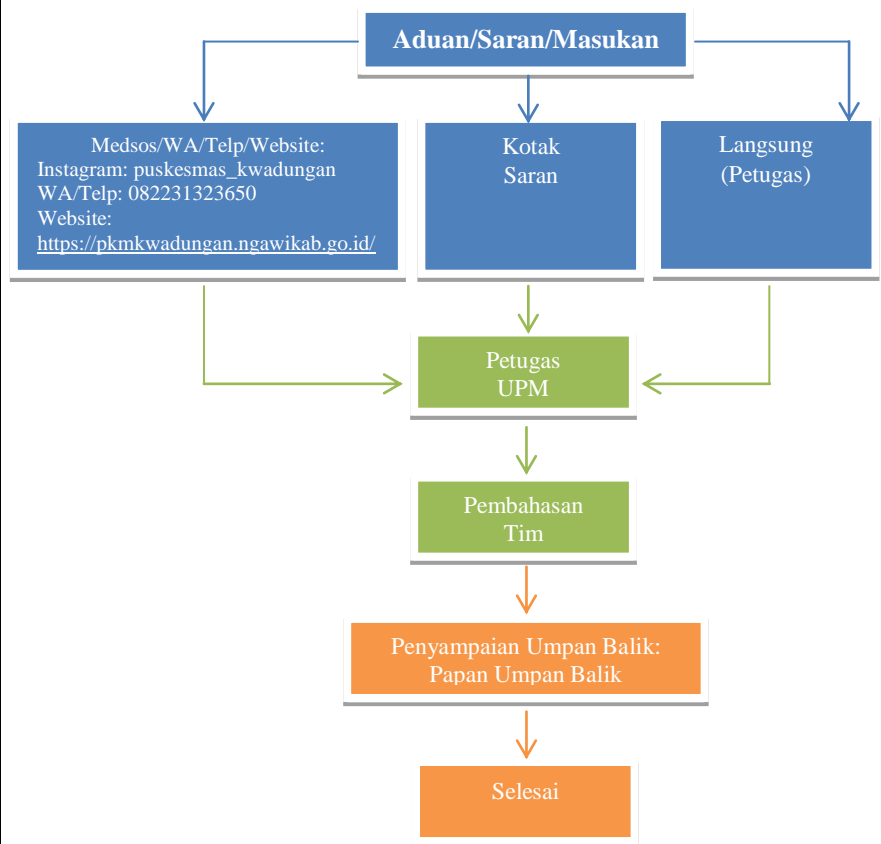 Aduan/Saran/Masukan
Medsos/WA/Telp/Website:
Instagram: puskesmas_kwadungan
WA/Telp: 082231323650
Website:
https://pkmkwadungan.ngawikab.go.id/
Kotak
Saran
Langsung
(Petugas)
Petugas
UPM
Pembahasan
Tim
Penyampaian Umpan Balik:
Papan Umpan Balik
Selesai